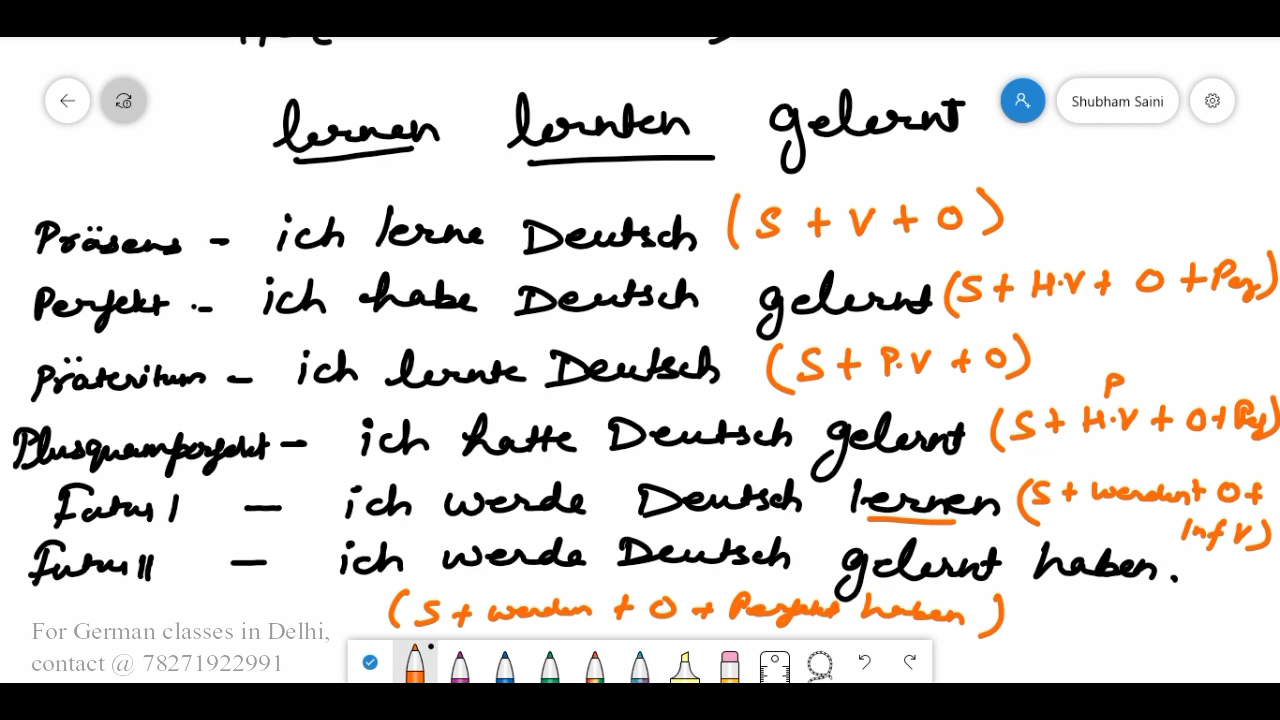 Shubham Saini
lernen lernten gelernt
Präsens - ich lerne Deutsch (S + V + O)
Perfekt - ich habe Deutsch gelernt (S + H.V + O + Per.)
Präteritum - ich lernte Deutsch (S + P.V + O)
P
Plusquamperfekt - ich hatte Deutsch gelernt (S + H.V + O + Per)
Futur I - ich werde Deutsch lernen (S + werden + O +
Inf V)
Futur II - ich werde Deutsch gelernt haben.
(S + werden + O + Perfekt haben)
For German classes in Delhi,
contact @ 78271922991